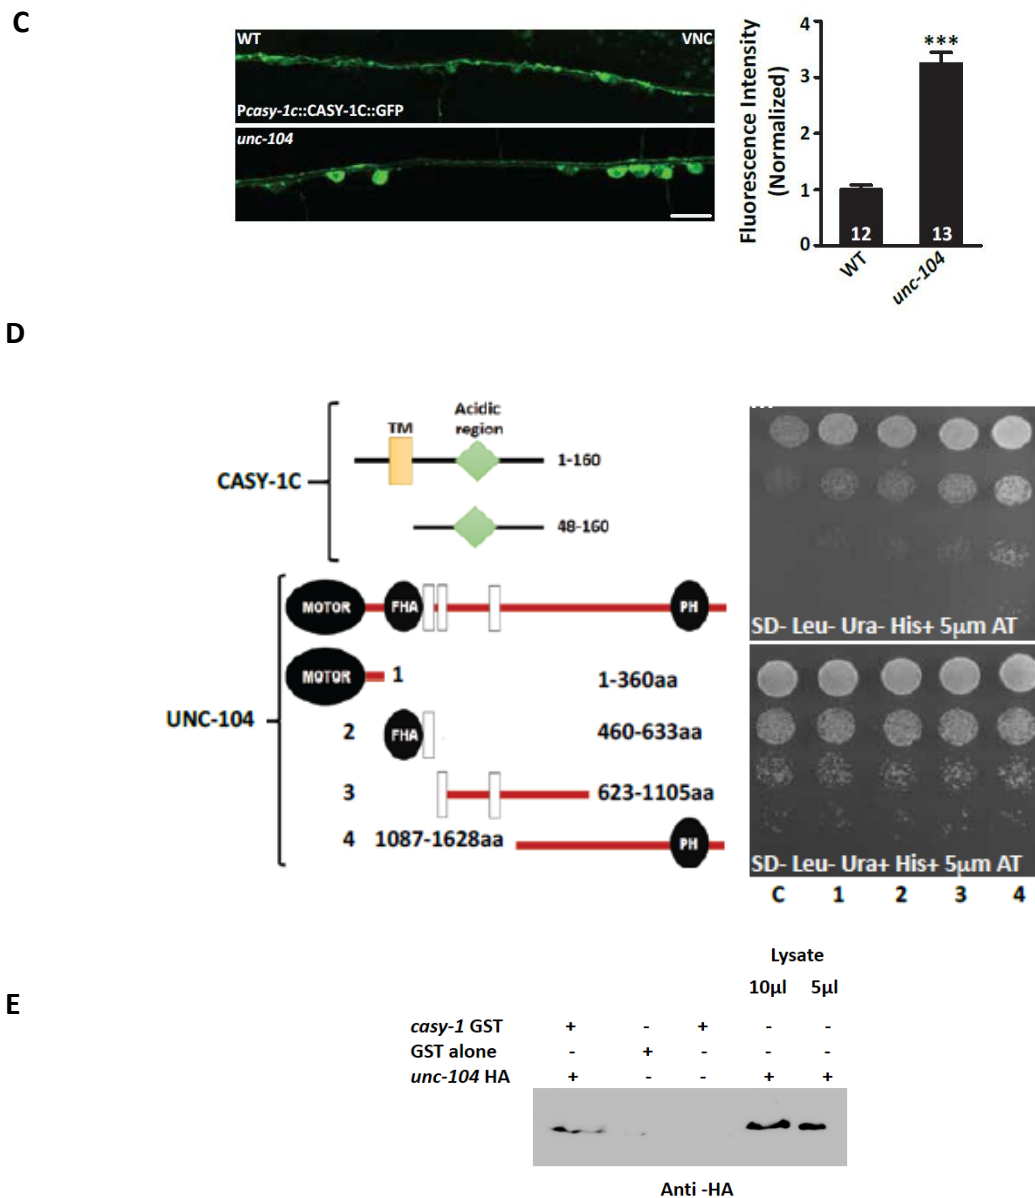 C
WT
VNC
Pcasy-1c::CASY-1C::GFP
unc-104
Fluorescence Intensity
(Normalized)
4
3
2
1
0
***
12
13
WT
unc-104
D
CASY-1C
TM
Acidic
region
1-160
48-160
UNC-104
MOTOR
FHA
PH
MOTOR
1
1-360aa
2
FHA
460-633aa
3
623-1105aa
4
1087-1628aa
PH
SD- Leu- Ura- His+ 5µm AT
SD- Leu- Ura+ His+ 5µm AT
C 1 2 3 4
E
Lysate
10µl 5µl
casy-1 GST + - + - -
GST alone - + - - -
unc-104 HA + - - + +
Anti -HA